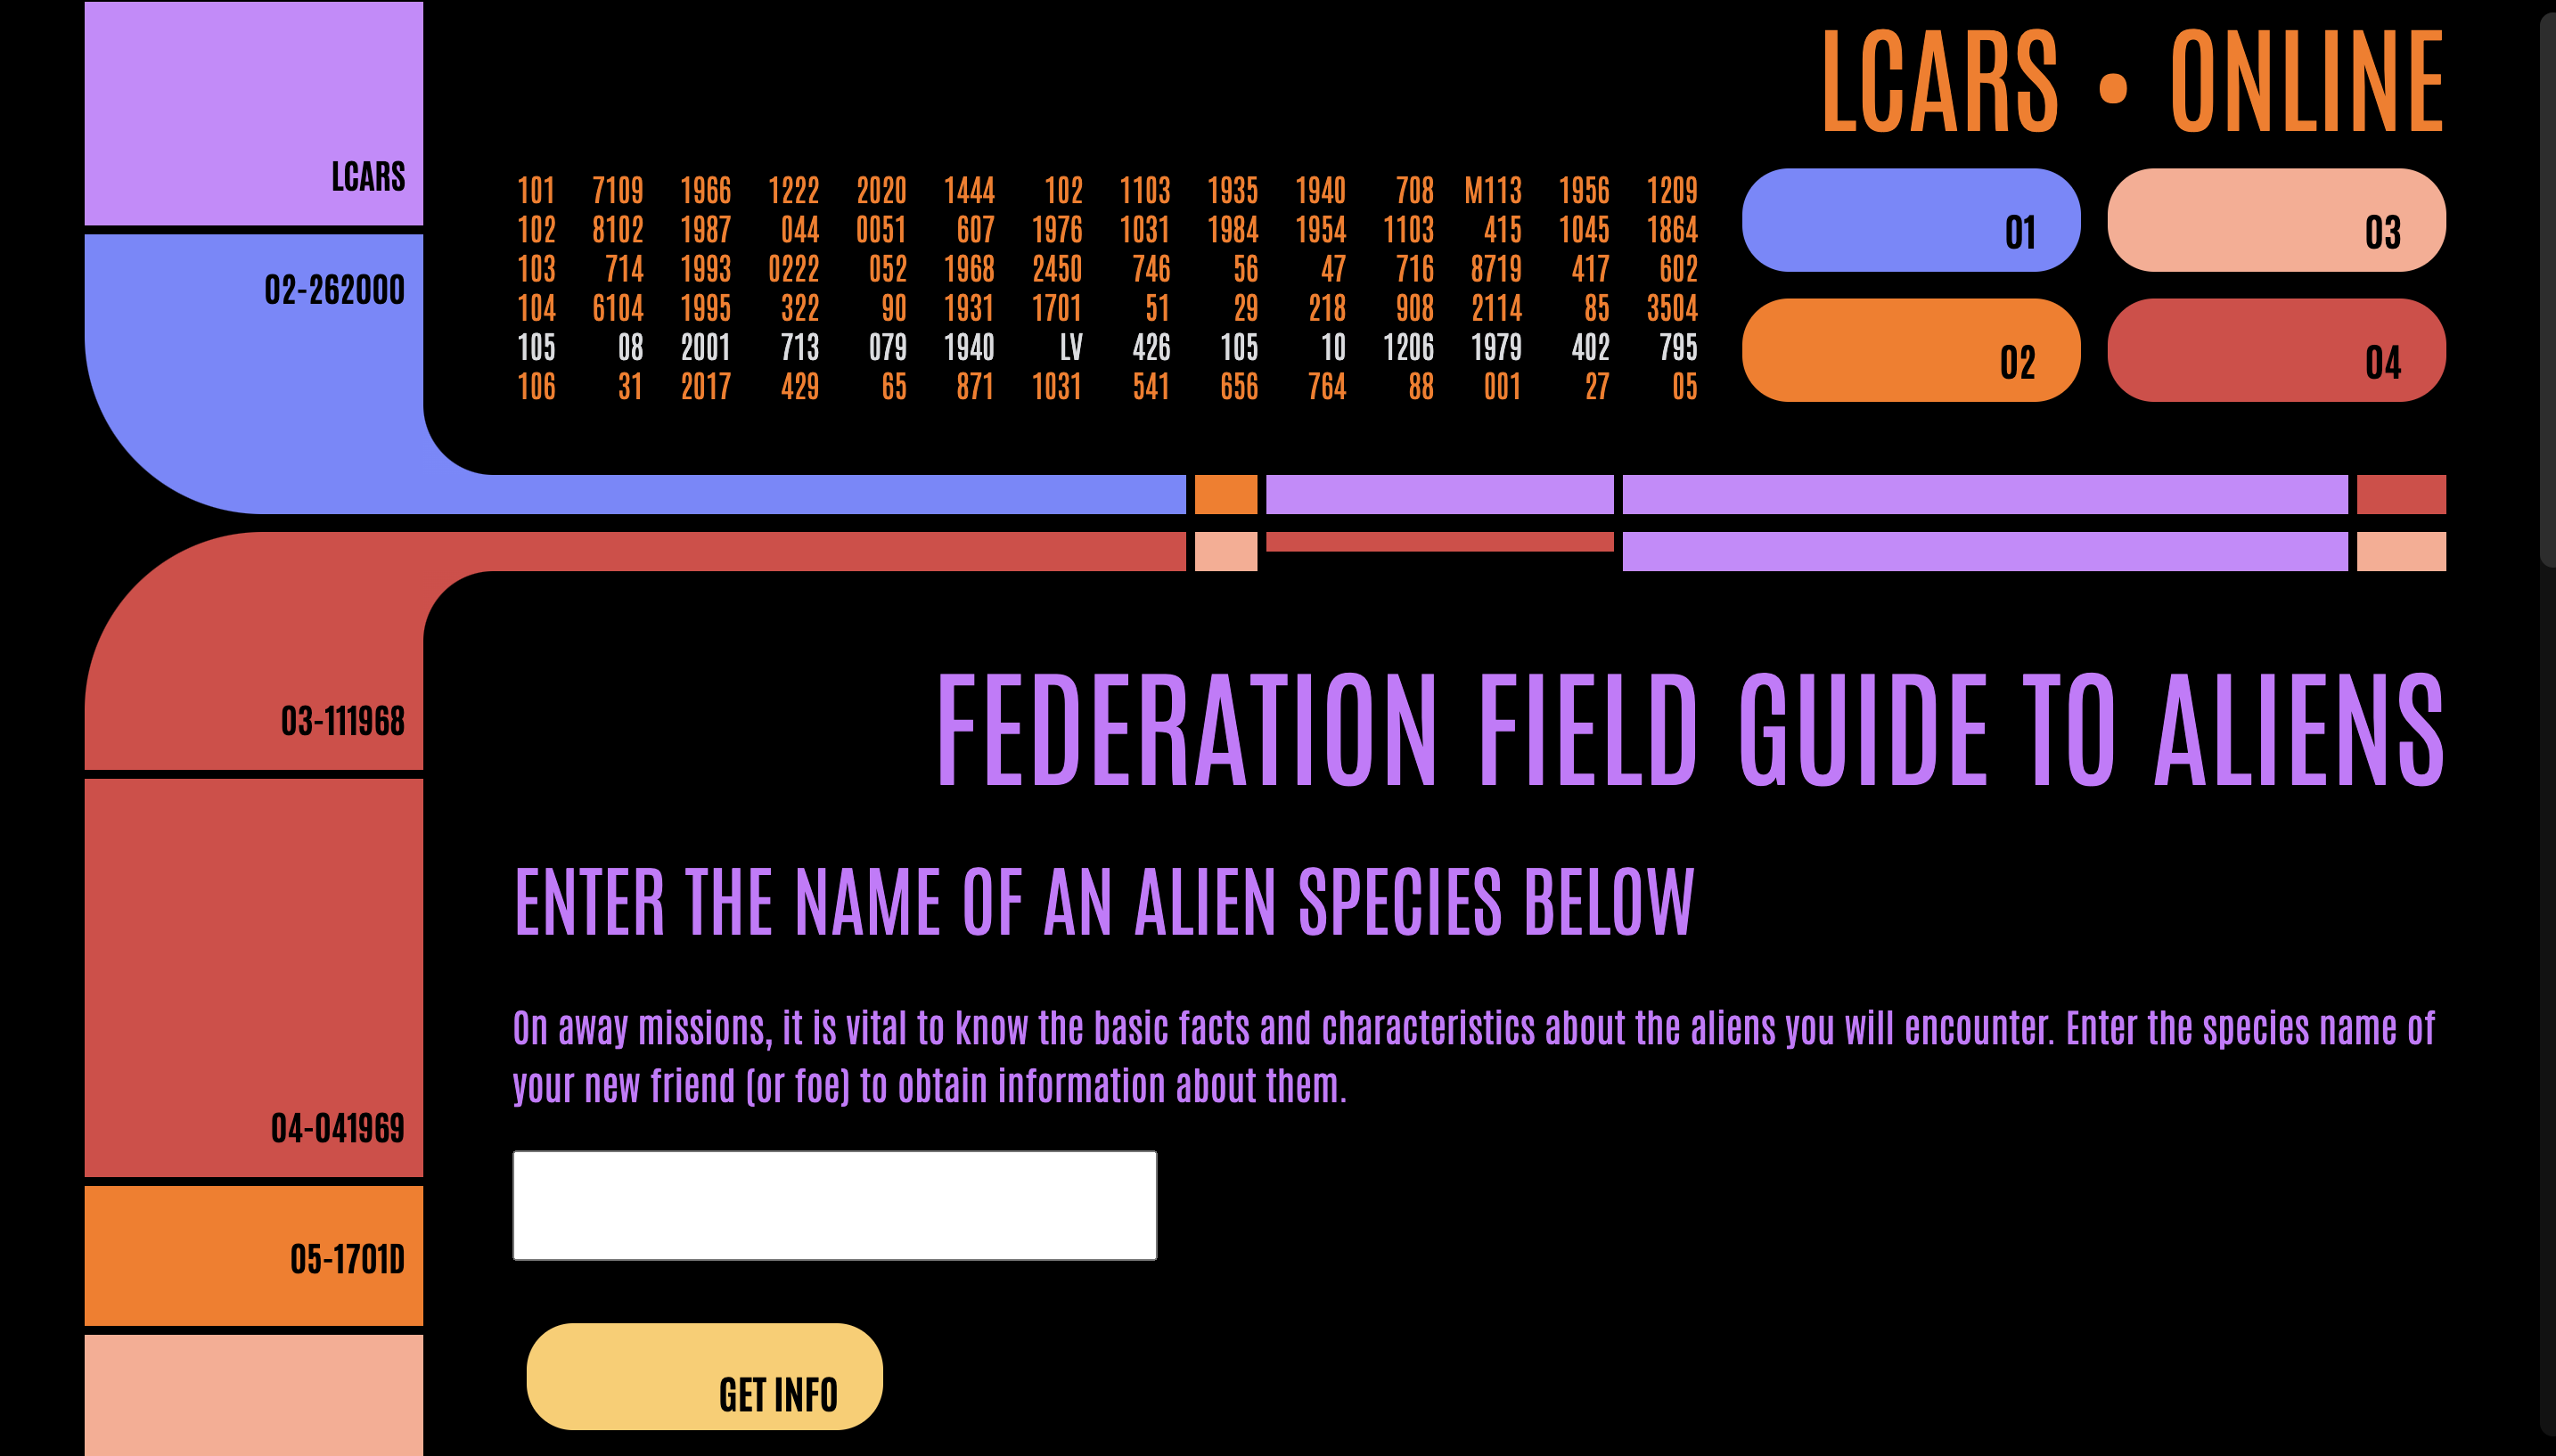 LCARS • ONLINE
LCARS
02-262000
101 7109 1966 1222 2020 1444 102 1103 1935 1940 708 M113 1956 1209
102 8102 1987 044 0051 607 1976 1031 1984 1954 1103 415 1045 1864
103 714 1993 0222 052 1968 2450 746 56 47 716 8719 417 602
104 6104 1995 322 90 1931 1701 51 29 218 908 2114 85 3504
105 08 2001 713 079 1940 LV 426 105 10 1206 1979 402 795
106 31 2017 429 65 871 1031 541 656 764 88 001 27 05
01
03
02
04
03-111968
04-041969
05-1701D
FEDERATION FIELD GUIDE TO ALIENS
ENTER THE NAME OF AN ALIEN SPECIES BELOW
On away missions, it is vital to know the basic facts and characteristics about the aliens you will encounter. Enter the species name of
your new friend (or foe) to obtain information about them.
GET INFO